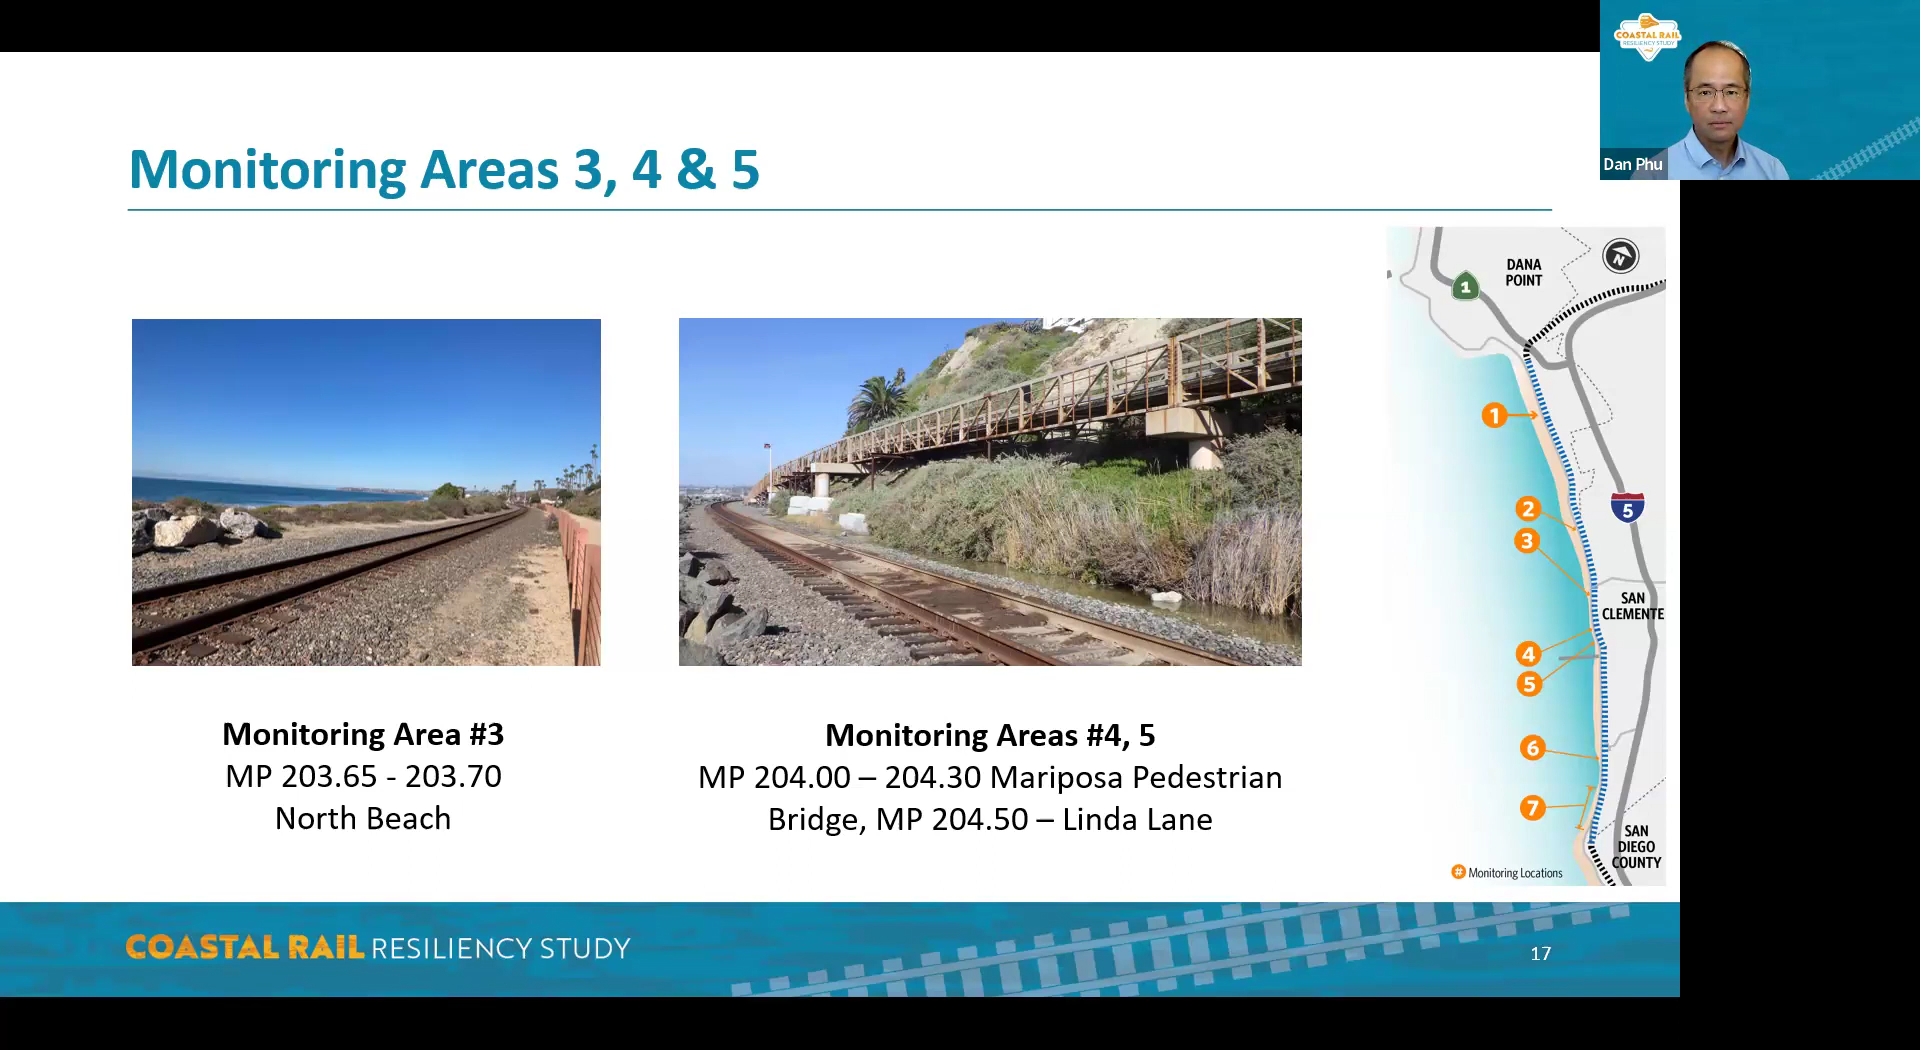 COASTAL RAIL
RESILIENCY STUDY
Dan Phu
Monitoring Areas 3, 4 & 5
DANA
POINT
N
1
1
2
5
3
SAN
CLEMENTE
4
5
6
7
SAN
DIEGO
COUNTY
# Monitoring Locations
Monitoring Area #3
MP 203.65 - 203.70
North Beach
Monitoring Areas #4, 5
MP 204.00 – 204.30 Mariposa Pedestrian
Bridge, MP 204.50 – Linda Lane
COASTAL RAIL RESILIENCY STUDY
17